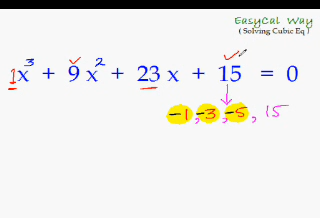 EasyCal Way
(Solving Cubic Eq)
1x³ + 9x² + 23x + 15 = 0
-1, -3, -5, 15